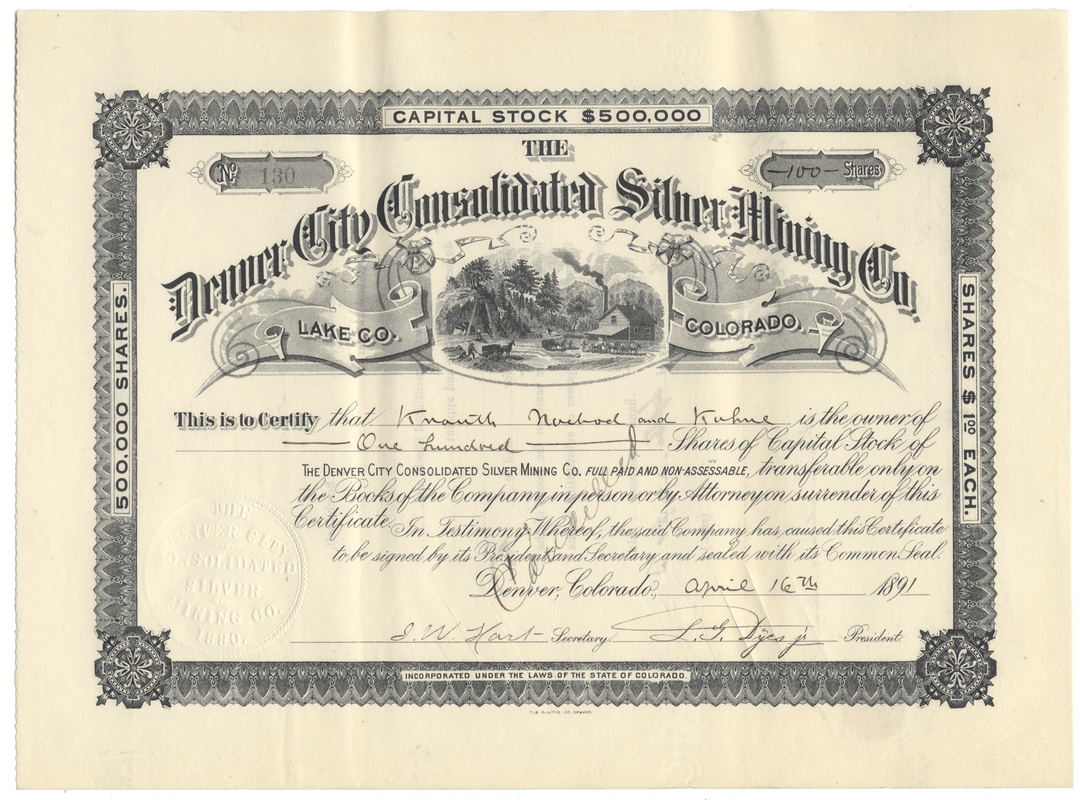 CAPITAL STOCK $500,000
THE
No 130
-100- Shares
Denver City Consolidated Silver Mining Co.
LAKE CO.
COLORADO,
500,000 SHARES.
SHARES $1.00 EACH.
This is to Certify that Knauth Nachod and Kuhne is the owner of
One hundred Shares of Capital Stock of
THE DENVER CITY CONSOLIDATED SILVER MINING CO. FULL PAID AND NON-ASSESSABLE, transferable only on
the Books of the Company in person or by Attorney on surrender of this
Certificate. In Testimony Whereof, the said Company has caused this Certificate
to be signed by its President and Secretary and sealed with its Common Seal.
Denver, Colorado, April 16th 1891
Cancelled
THE
DENVER CITY
CONSOLIDATED
SILVER
MINING CO.
1880.
J. W. Hart Secretary. President.
INCORPORATED UNDER THE LAWS OF THE STATE OF COLORADO.